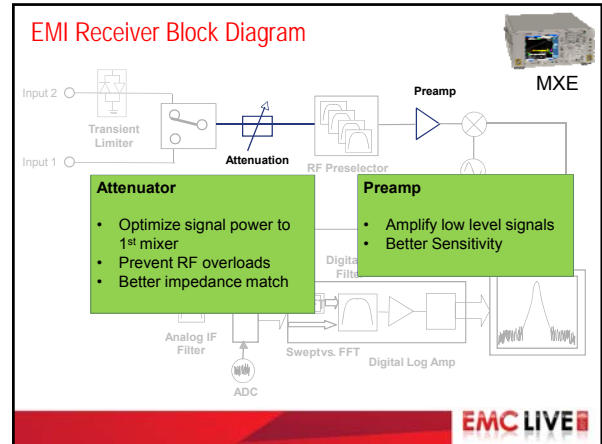 EMI Receiver Block Diagram
MXE
Input 2
Transient
Limiter
Input 1
Attenuation
RF Preselector
Preamp
Attenuator
• Optimize signal power to
1st mixer
• Prevent RF overloads
• Better impedance match
Preamp
• Amplify low level signals
• Better Sensitivity
Digital
Filter
Analog IF
Filter
ADC
Sweptvs. FFT
Digital Log Amp
EMC LIVE